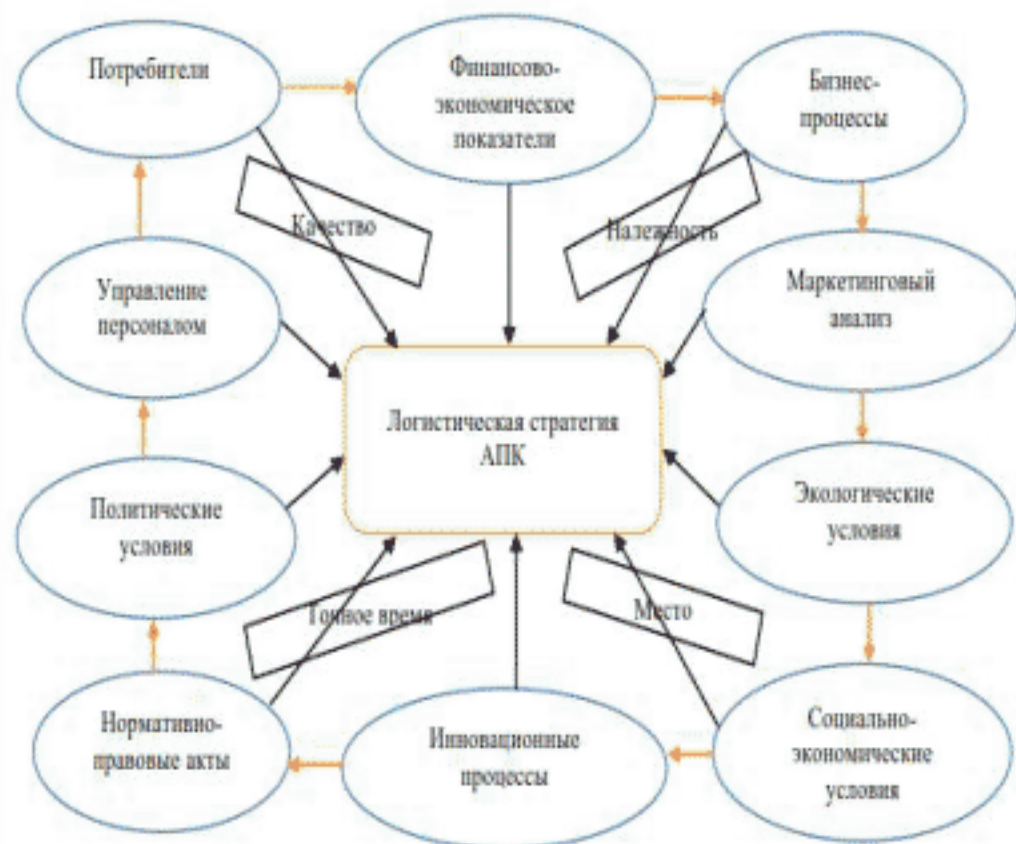 Потребители
Финансово-
экономическое
показатели
Бизнес-
процессы
Качество
Належность
Управление
персоналом
Маркетинговый
анализ
Логистическая стратегия
АПК
Политические
условия
Экологические
условия
Точное время
Место
Нормативно-
правовые акты
Инновационные
процессы
Социально-
экономические
условия